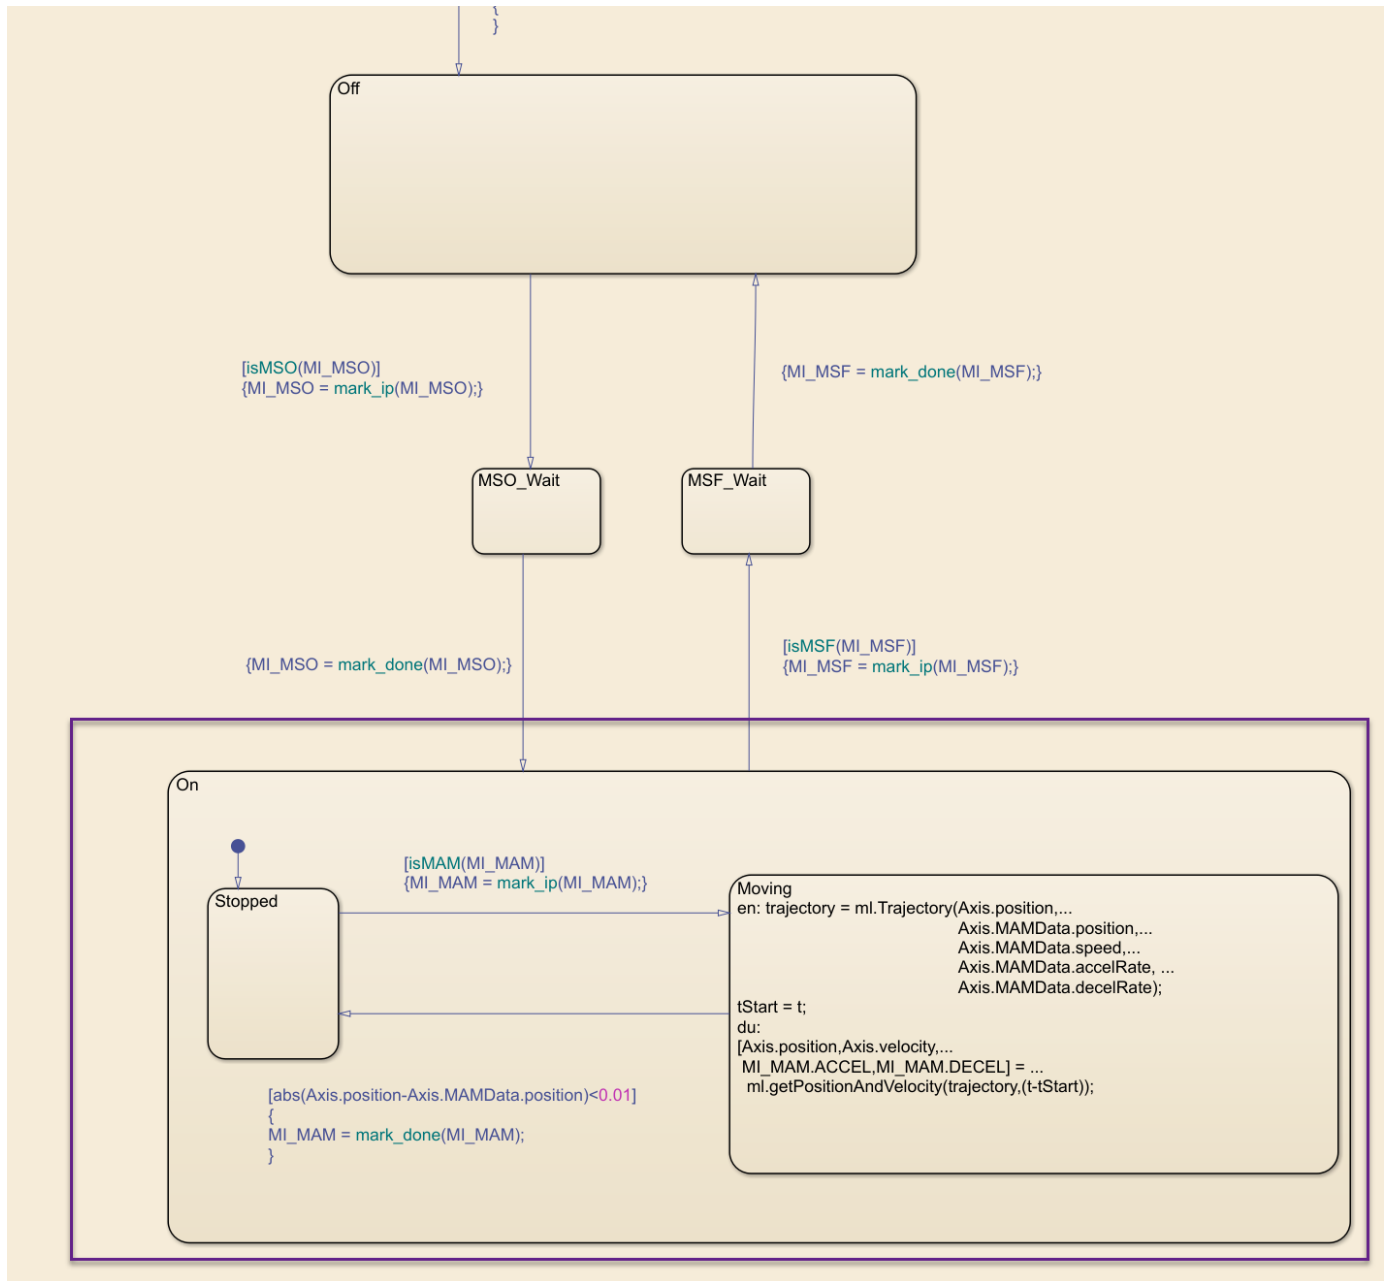 {
}
Off
[isMSO(MI_MSO)]
{MI_MSO = mark_ip(MI_MSO);}
{MI_MSF = mark_done(MI_MSF);}
MSO_Wait
MSF_Wait
{MI_MSO = mark_done(MI_MSO);}
[isMSF(MI_MSF)]
{MI_MSF = mark_ip(MI_MSF);}
On
[isMAM(MI_MAM)]
{MI_MAM = mark_ip(MI_MAM);}
Stopped
Moving
en: trajectory = ml.Trajectory(Axis.position,...
Axis.MAMData.position,...
Axis.MAMData.speed,...
Axis.MAMData.accelRate, ...
Axis.MAMData.decelRate);
tStart = t;
du:
[Axis.position,Axis.velocity,...
MI_MAM.ACCEL,MI_MAM.DECEL] = ...
ml.getPositionAndVelocity(trajectory,(t-tStart));
[abs(Axis.position-Axis.MAMData.position)<0.01]
{
MI_MAM = mark_done(MI_MAM);
}